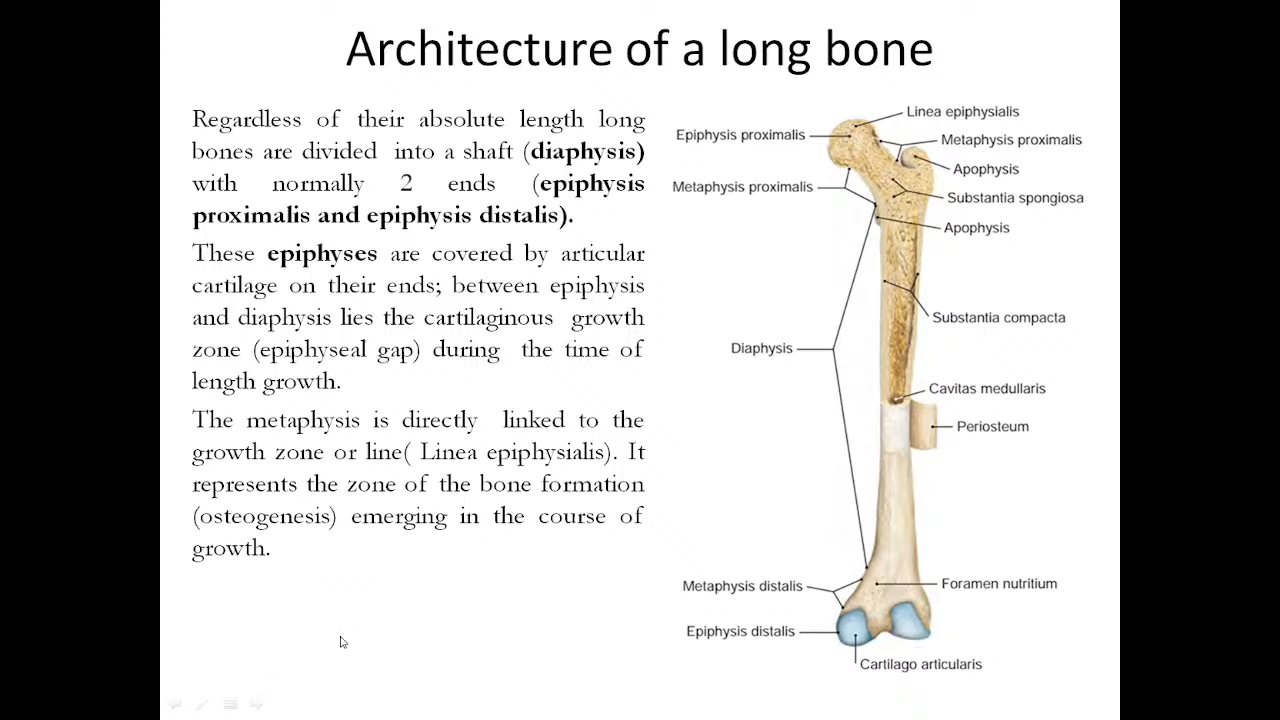 Architecture of a long bone
Regardless of their absolute length long
bones are divided into a shaft (diaphysis)
with normally 2 ends (epiphysis
proximalis and epiphysis distalis).
These epiphyses are covered by articular
cartilage on their ends; between epiphysis
and diaphysis lies the cartilaginous growth
zone (epiphyseal gap) during the time of
length growth.
The metaphysis is directly linked to the
growth zone or line( Linea epiphysialis). It
represents the zone of the bone formation
(osteogenesis) emerging in the course of
growth.
Linea epiphysialis
Epiphysis proximalis
Metaphysis proximalis
Apophysis
Metaphysis proximalis
Substantia spongiosa
Apophysis
Substantia compacta
Diaphysis
Cavitas medullaris
Periosteum
Metaphysis distalis
Foramen nutritium
Epiphysis distalis
Cartilago articularis